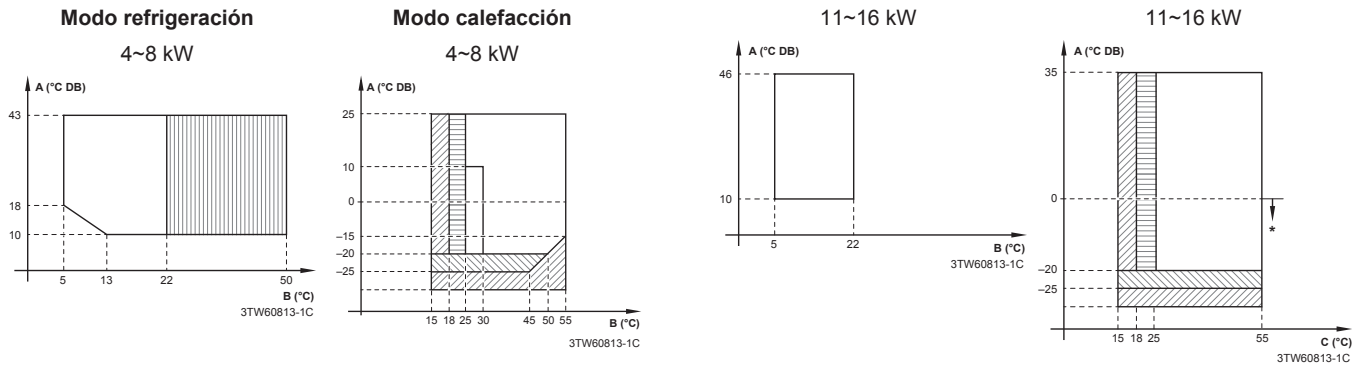 Modo refrigeración
4~8 kW
A (°C DB)
43
18
10
5 13 22 50
B (°C)
3TW60813-1C
Modo calefacción
4~8 kW
A (°C DB)
25
10
0
–15
–20
–25
15 18 25 30 45 50 55
B (°C)
3TW60813-1C
11~16 kW
A (°C DB)
46
10
5 22
B (°C)
3TW60813-1C
11~16 kW
A (°C DB)
35
0
*
–20
–25
15 18 25 55
C (°C)
3TW60813-1C